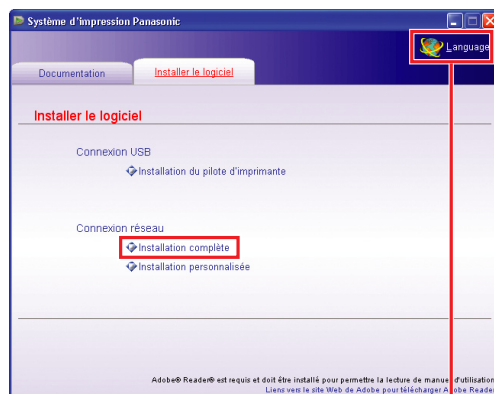 Système d'impression Panasonic
Language
Documentation
Installer le logiciel
Installer le logiciel
Connexion USB
Installation du pilote d'imprimante
Connexion réseau
Installation complète
Installation personnalisée
Adobe® Reader® est requis et doit être installé pour permettre la lecture de manuel d'utilisation
Liens vers le site Web de Adobe pour télécharger Adobe Reader